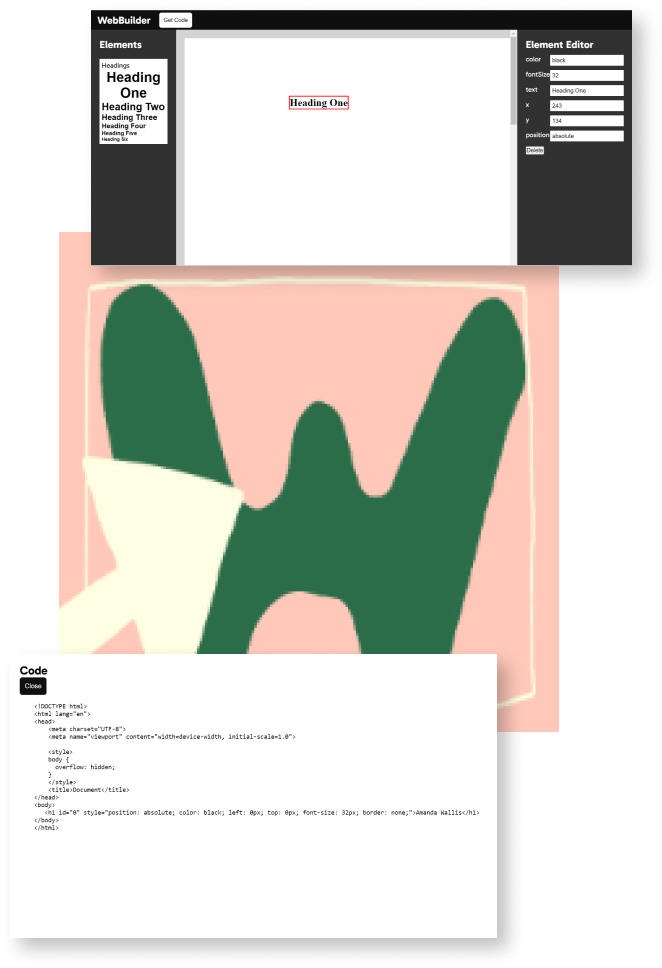 WebBuilder
Get Code
Elements
Headings
Heading
One
Heading Two
Heading Three
Heading Four
Heading Five
Heading Six
Heading One
Element Editor
color black
fontSize 32
text Heading One
x 243
y 134
position absolute
Delete
Code
Close
<!DOCTYPE html>
<html lang="en">
<head>
<meta charset="UTF-8">
<meta name="viewport" content="width=device-width, initial-scale=1.0">
<style>
body {
overflow: hidden;
}
</style>
<title>Document</title>
</head>
<body>
<h1 id="0" style="position: absolute; color: black; left: 0px; top: 0px; font-size: 32px; border: none;">Amanda Wallis</h1>
</body>
</html>